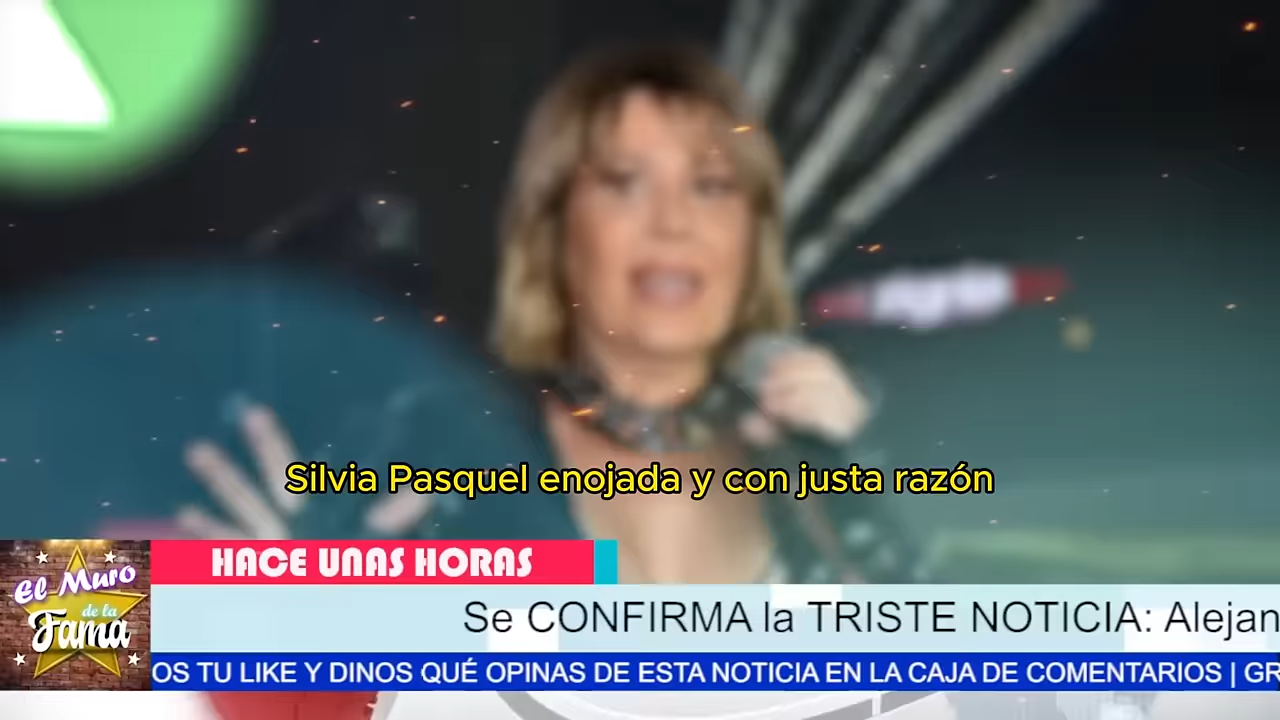 Silvia Pasquel enojada y con justa razón
HACE UNAS HORAS
El Muro
de la
Fama
Se CONFIRMA la TRISTE NOTICIA: Alejan
OS TU LIKE Y DINOS QUÉ OPINAS DE ESTA NOTICIA EN LA CAJA DE COMENTARIOS | GR